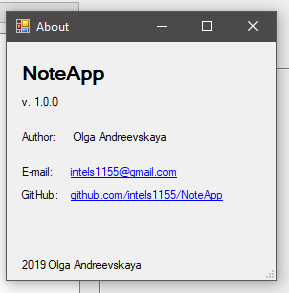 About
NoteApp
v. 1.0.0
Author: Olga Andreevskaya
E-mail: intels1155@gmail.com
GitHub: github.com/intels1155/NoteApp
2019 Olga Andreevskaya